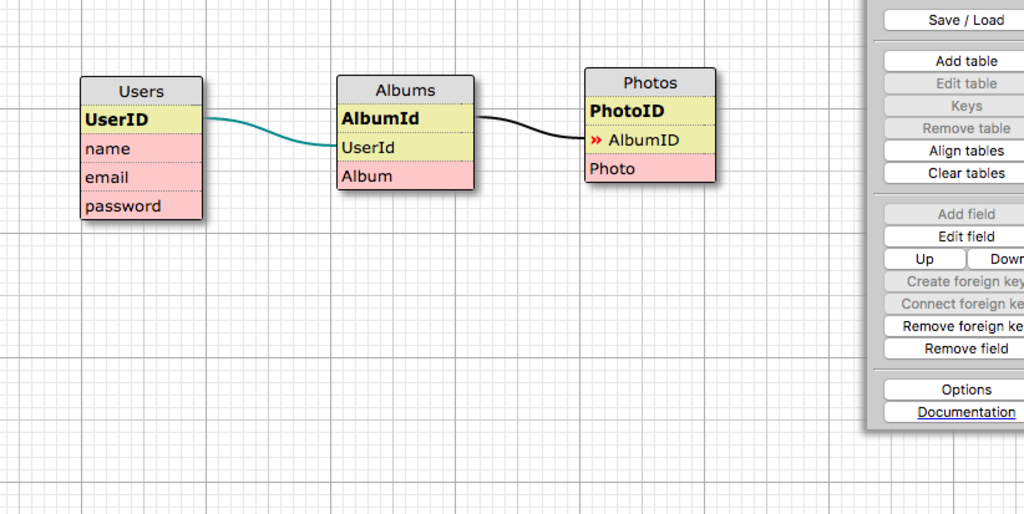 Users
UserID
name
email
password
Albums
AlbumId
UserId
Album
Photos
PhotoID
» AlbumID
Photo
Save / Load
Add table
Edit table
Keys
Remove table
Align tables
Clear tables
Add field
Edit field
Up
Down
Create foreign key
Connect foreign ke
Remove foreign ke
Remove field
Options
Documentation